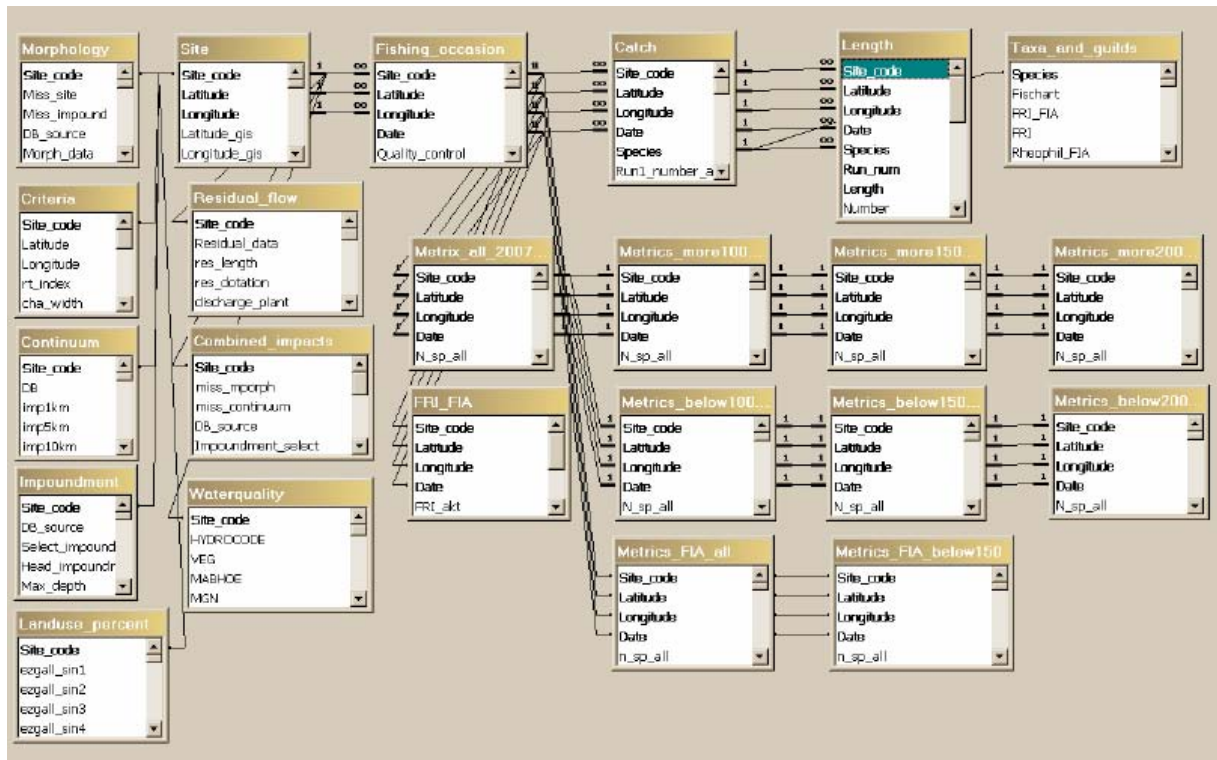 Morphology
Site_code
Miss_site
Miss_impound
DB_source
Morph_data
Site
Site_code
Latitude
Longitude
Latitude_gis
Longitude_gis
Fishing_occasion
Site_code
Latitude
Longitude
Date
Quality_control
Catch
Site_code
Latitude
Longitude
Date
Species
Run1_number_a
Length
Site_code
Latitude
Longitude
Date
Species
Run_num
Length
Number
Taxa_and_guilds
Species
Fischart
FRI_FIA
FRI
Rheophil_FIA
Criteria
Site_code
Latitude
Longitude
rt_index
cha_width
Residual_flow
Site_code
Residual_data
res_length
res_dotation
discharge_plant
Metrix_all_2007...
Site_code
Latitude
Longitude
Date
N_sp_all
Metrics_more100
Site_code
Latitude
Longitude
Date
N_sp_all
Metrics_more150
Site_code
Latitude
Longitude
Date
N_sp_all
Metrics_more200
Site_code
Latitude
Longitude
Date
N_sp_all
Continuum
Site_code
DB
imp1km
imp5km
imp10km
Combined_impacts
Site_code
miss_mporph
miss_continuum
DB_source
Impoundment_select
FRI_FIA
Site_code
Latitude
Longitude
Date
FRI_akt
Metrics_below100...
Site_code
Latitude
Longitude
Date
N_sp_all
Metrics_below150...
Site_code
Latitude
Longitude
Date
N_sp_all
Metrics_below200...
Site_code
Latitude
Longitude
Date
N_sp_all
Impoundment
Site_code
DB_source
Select_impound
Head_impoundr
Max_depth
Waterquality
Site_code
HYDROCODE
VEG
MABHOE
MGN
Metrics_FIA_all
Site_code
Latitude
Longitude
Date
n_sp_all
Metrics_FIA_below150
Site_code
Latitude
Longitude
Date
n_sp_all
Landuse_percent
Site_code
ezgall_sin1
ezgall_sin2
ezgall_sin3
ezgall_sin4